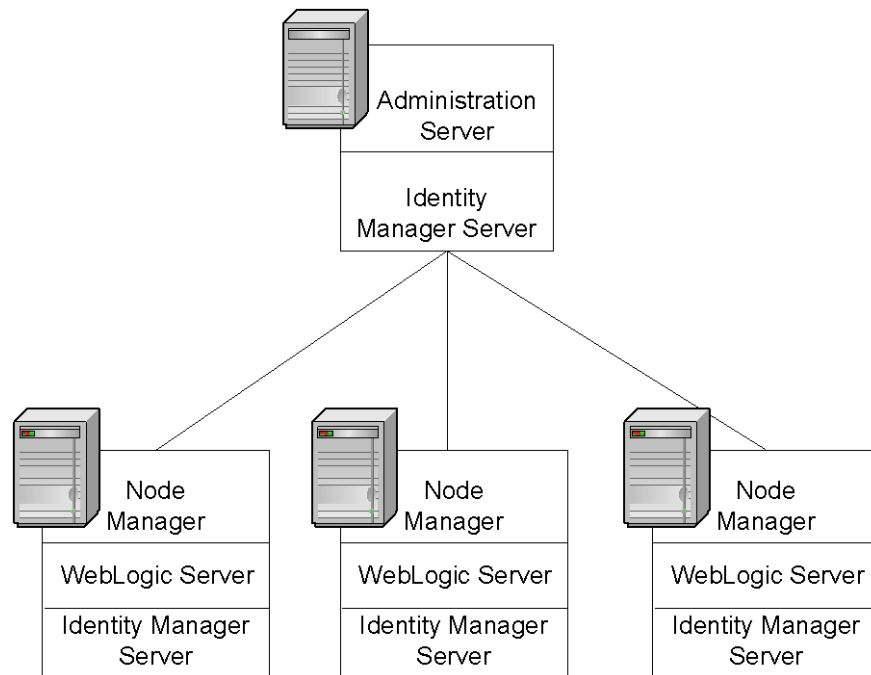 Administration
Server
Identity
Manager Server
Node
Manager
WebLogic Server
Identity Manager
Server
Node
Manager
WebLogic Server
Identity Manager
Server
Node
Manager
WebLogic Server
Identity Manager
Server